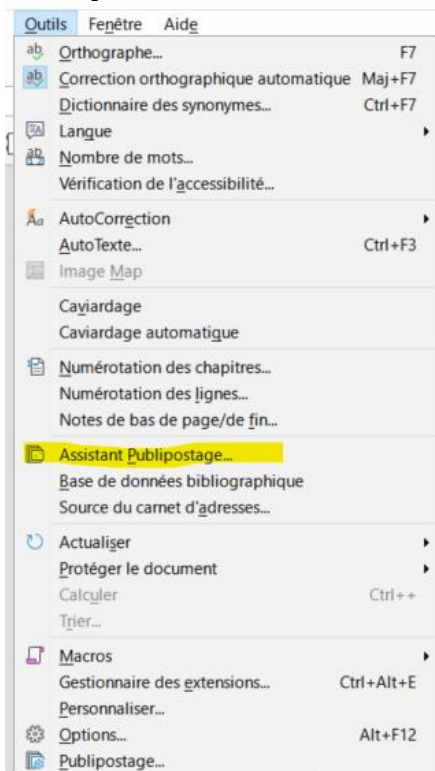 Outils Fenêtre Aide
Orthographe... F7
Correction orthographique automatique Maj+F7
Dictionnaire des synonymes... Ctrl+F7
Langue
Nombre de mots...
Vérification de l'accessibilité...
AutoCorrection
AutoTexte... Ctrl+F3
Image Map
Caviardage
Caviardage automatique
Numérotation des chapitres...
Numérotation des lignes...
Notes de bas de page/de fin...
Assistant Publipostage...
Base de données bibliographique
Source du carnet d'adresses...
Actualiser
Protéger le document
Calculer Ctrl++
Trier...
Macros
Gestionnaire des extensions... Ctrl+Alt+E
Personnaliser...
Options... Alt+F12
Publipostage...